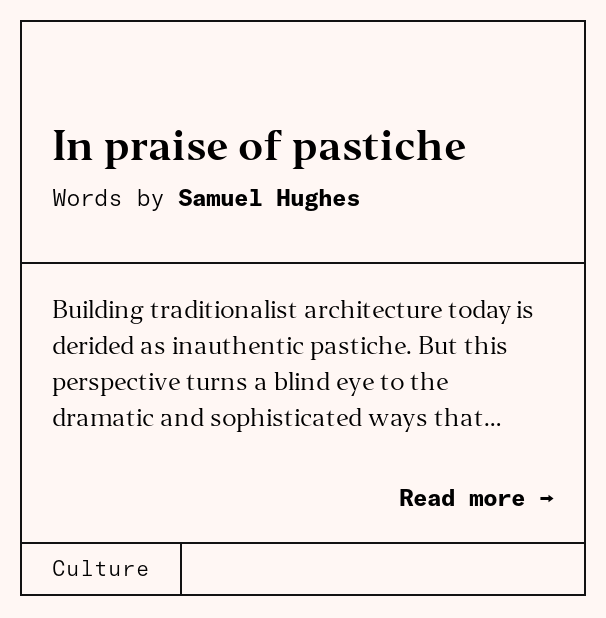 In praise of pastiche
Words by Samuel Hughes
Building traditionalist architecture today is
derided as inauthentic pastiche. But this
perspective turns a blind eye to the
dramatic and sophisticated ways that...
Read more →
Culture